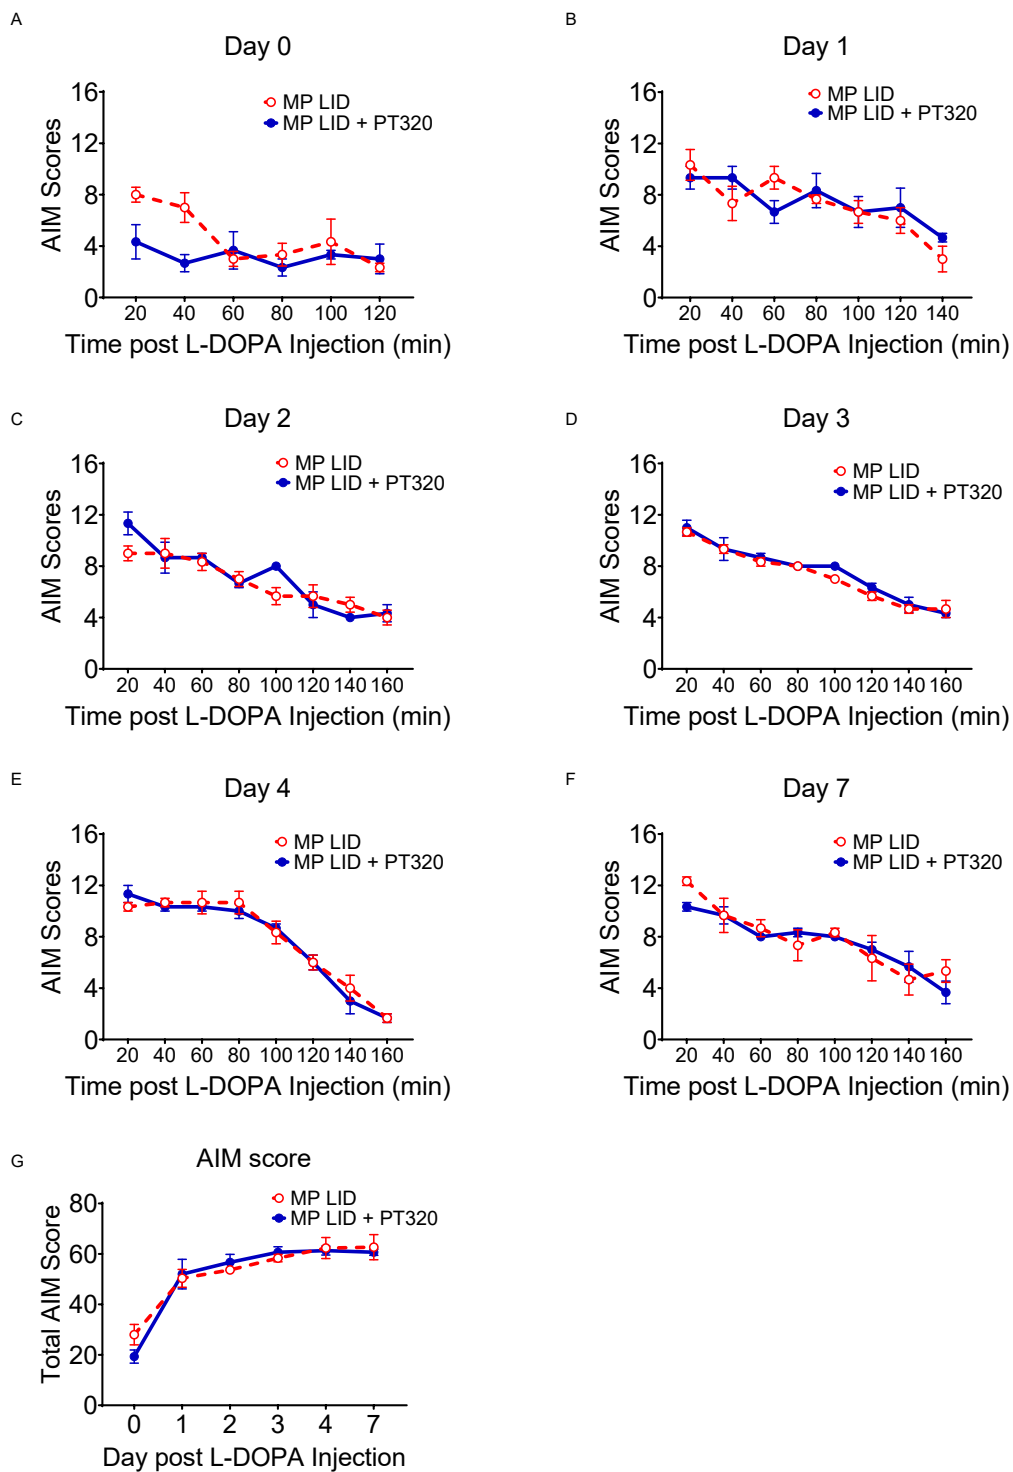 A
Day 0
MP LID
MP LID + PT320
16
12
8
4
0
AIM Scores
20 40 60 80 100 120
Time post L-DOPA Injection (min)
B
Day 1
MP LID
MP LID + PT320
16
12
8
4
0
AIM Scores
20 40 60 80 100 120 140
Time post L-DOPA Injection (min)
C
Day 2
MP LID
MP LID + PT320
16
12
8
4
0
AIM Scores
20 40 60 80 100 120 140 160
Time post L-DOPA Injection (min)
D
Day 3
MP LID
MP LID + PT320
16
12
8
4
0
AIM Scores
20 40 60 80 100 120 140 160
Time post L-DOPA Injection (min)
E
Day 4
MP LID
MP LID + PT320
16
12
8
4
0
AIM Scores
20 40 60 80 100 120 140 160
Time post L-DOPA Injection (min)
F
Day 7
MP LID
MP LID + PT320
16
12
8
4
0
AIM Scores
20 40 60 80 100 120 140 160
Time post L-DOPA Injection (min)
G
AIM score
MP LID
MP LID + PT320
80
60
40
20
0
Total AIM Score
0 1 2 3 4 7
Day post L-DOPA Injection